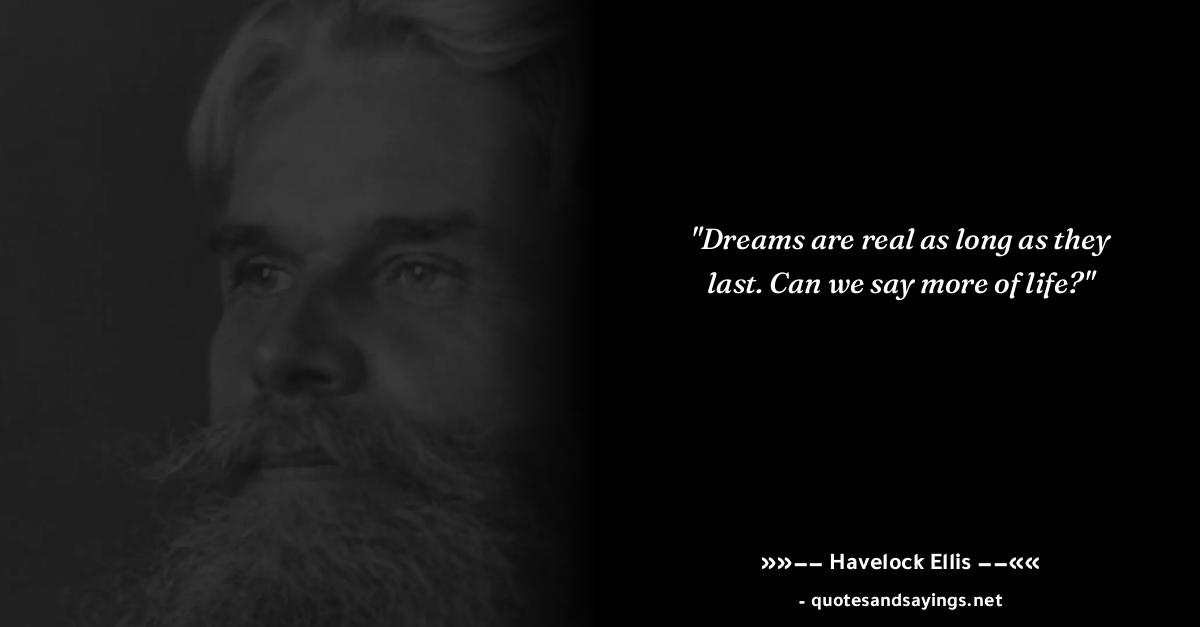 "Dreams are real as long as they
last. Can we say more of life?"
»»−− Havelock Ellis −−««
- quotesandsayings.net